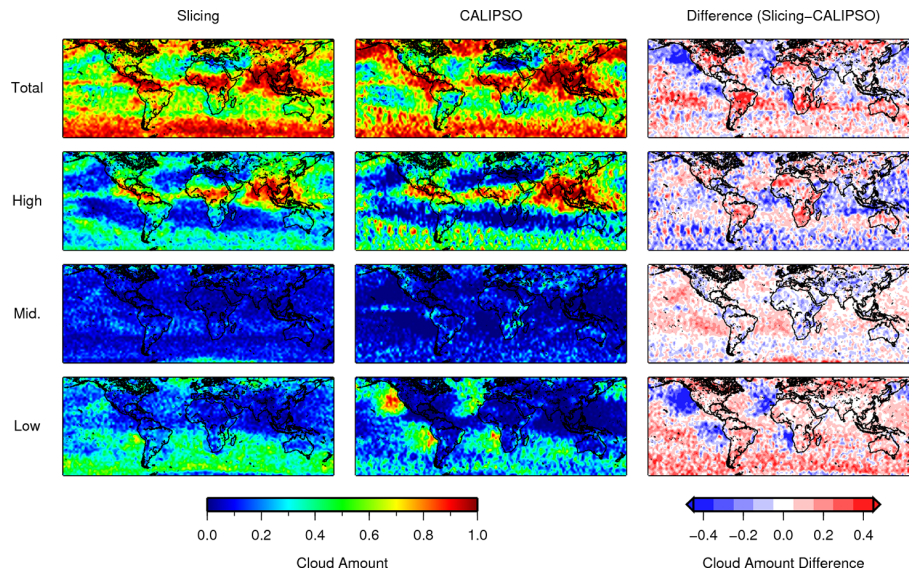 Slicing CALIPSO Difference (Slicing−CALIPSO)
Total
High
Mid.
Low
0.0 0.2 0.4 0.6 0.8 1.0 −0.4 −0.2 0.0 0.2 0.4
Cloud Amount Cloud Amount Difference